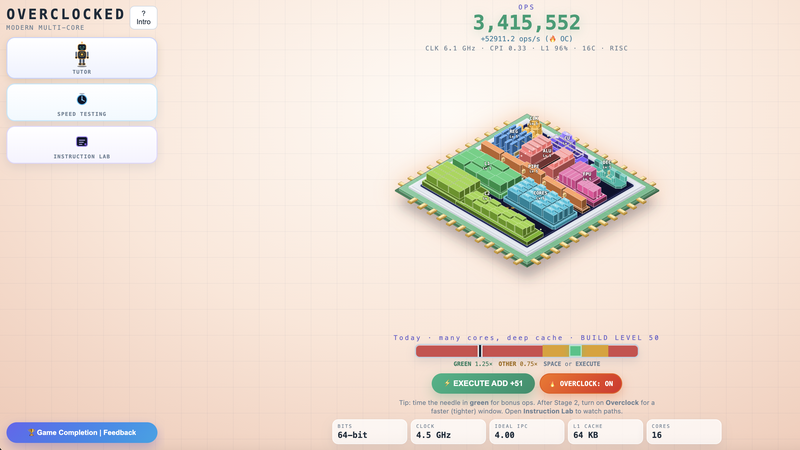 OVERCLOCKED
MODERN MULTI-CORE
?
Intro
TUTOR
SPEED TESTING
INSTRUCTION LAB
OPS
3,415,552
+52911.2 ops/s (🔥 OC)
CLK 6.1 GHz · CPI 0.33 · L1 96% · 16C · RISC
ALU
FPU
CORES
Today · many cores, deep cache · BUILD LEVEL 50
GREEN 1.25× OTHER 0.75× SPACE or EXECUTE
⚡ EXECUTE ADD +51
🔥 OVERCLOCK: ON
Tip: time the needle in green for bonus ops. After Stage 2, turn on Overclock for a
faster (tighter) window. Open Instruction Lab to watch paths.
BITS
64-bit
CLOCK
4.5 GHz
IDEAL IPC
4.00
L1 CACHE
64 KB
CORES
16
🏆 Game Completion | Feedback